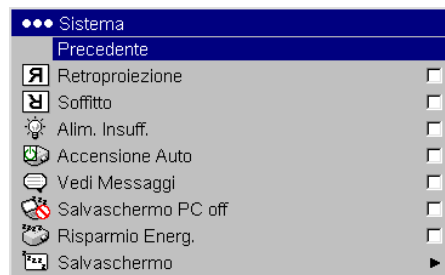 ••• Sistema
Precedente
Retroproiezione
Soffitto
Alim. Insuff.
Accensione Auto
Vedi Messaggi
Salvaschermo PC off
Risparmio Energ.
Salvaschermo